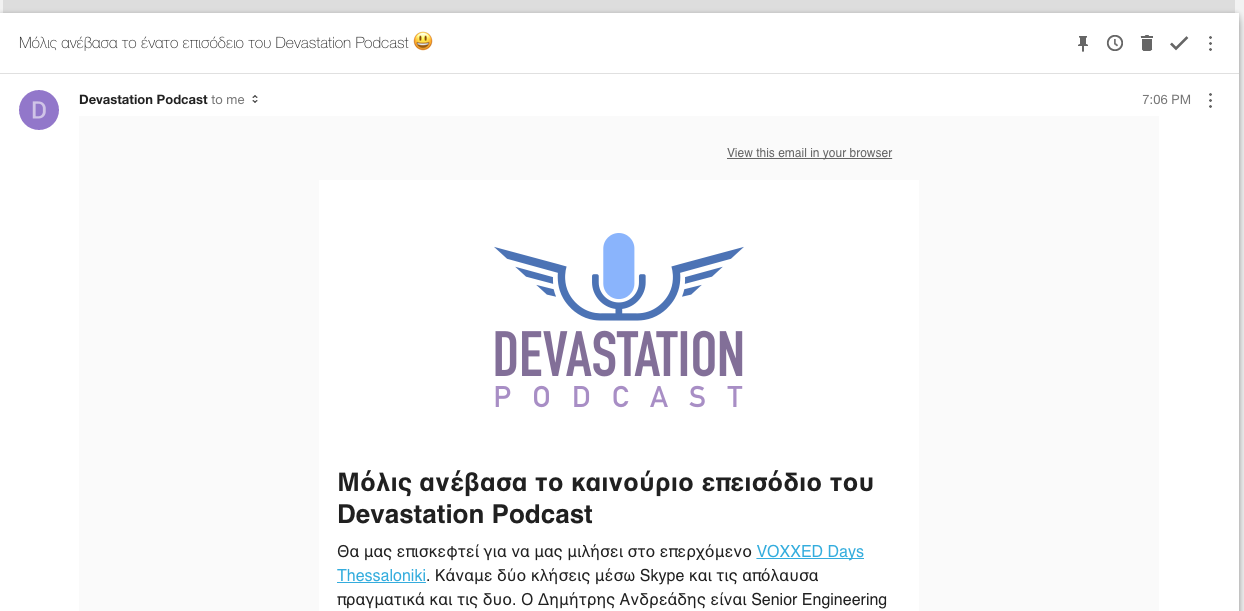 Μόλις ανέβασα το ένατο επισόδειο του Devastation Podcast 😃
D
Devastation Podcast to me
7:06 PM
View this email in your browser
DEVASTATION
PODCAST
Μόλις ανέβασα το καινούριο επεισόδιο του
Devastation Podcast
Θα μας επισκεφτεί για να μας μιλήσει στο επερχόμενο VOXXED Days
Thessaloniki. Κάναμε δύο κλήσεις μέσω Skype και τις απόλαυσα
πραγματικά και τις δυο. Ο Δημήτρης Ανδρεάδης είναι Senior Engineering